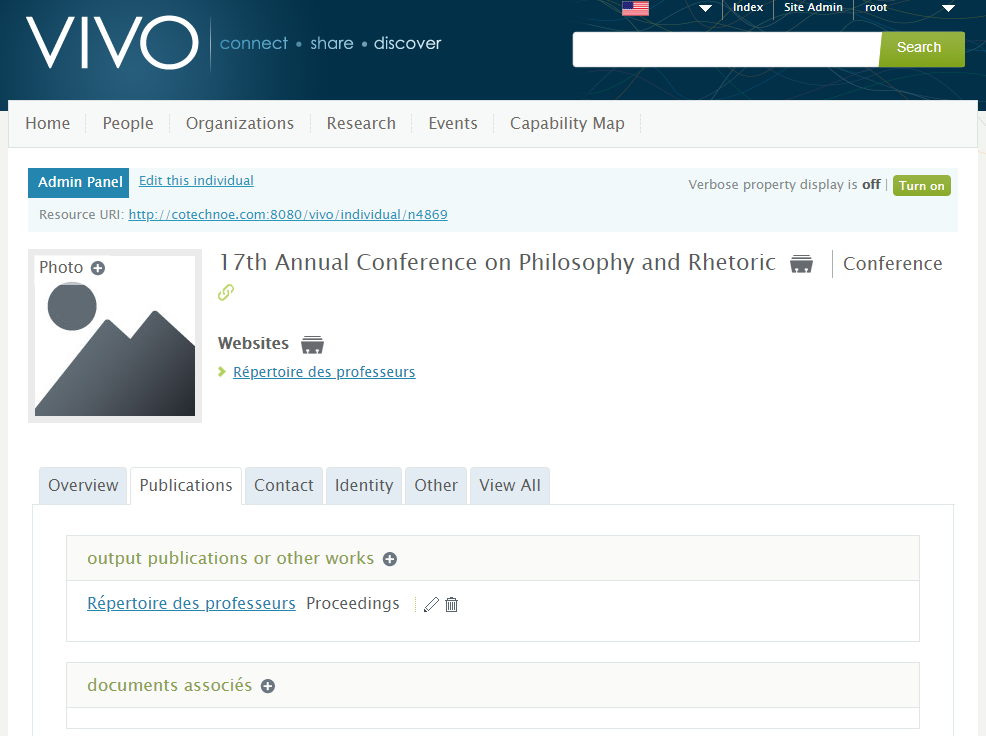 Index Site Admin root
VIVO connect • share • discover
Search
Home People Organizations Research Events Capability Map
Admin Panel Edit this individual Verbose property display is off | Turn on
Resource URI: http://cotechnoe.com:8080/vivo/individual/n4869
Photo
17th Annual Conference on Philosophy and Rhetoric Conference
Websites
Répertoire des professeurs
Overview Publications Contact Identity Other View All
output publications or other works
Répertoire des professeurs Proceedings
documents associés